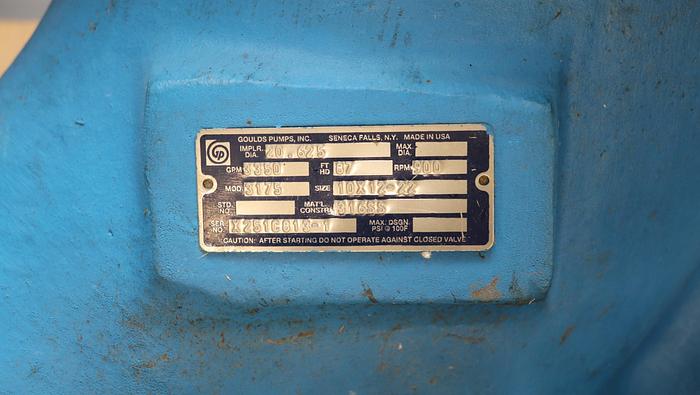 GOULDS PUMPS, INC. SENECA FALLS, N.Y. MADE IN USA
IMPLR. DIA. 20.625 MAX. DIA.
GPM 3350 FT HD 87 RPM 900
MOD. 3175 SIZE 10X12-22
STD. NO. MAT'L. CONSTR. 316SS
SER. NO. MAX. DSGN. PSI @ 100F
CAUTION: AFTER STARTING DO NOT OPERATE AGAINST CLOSED VALVE